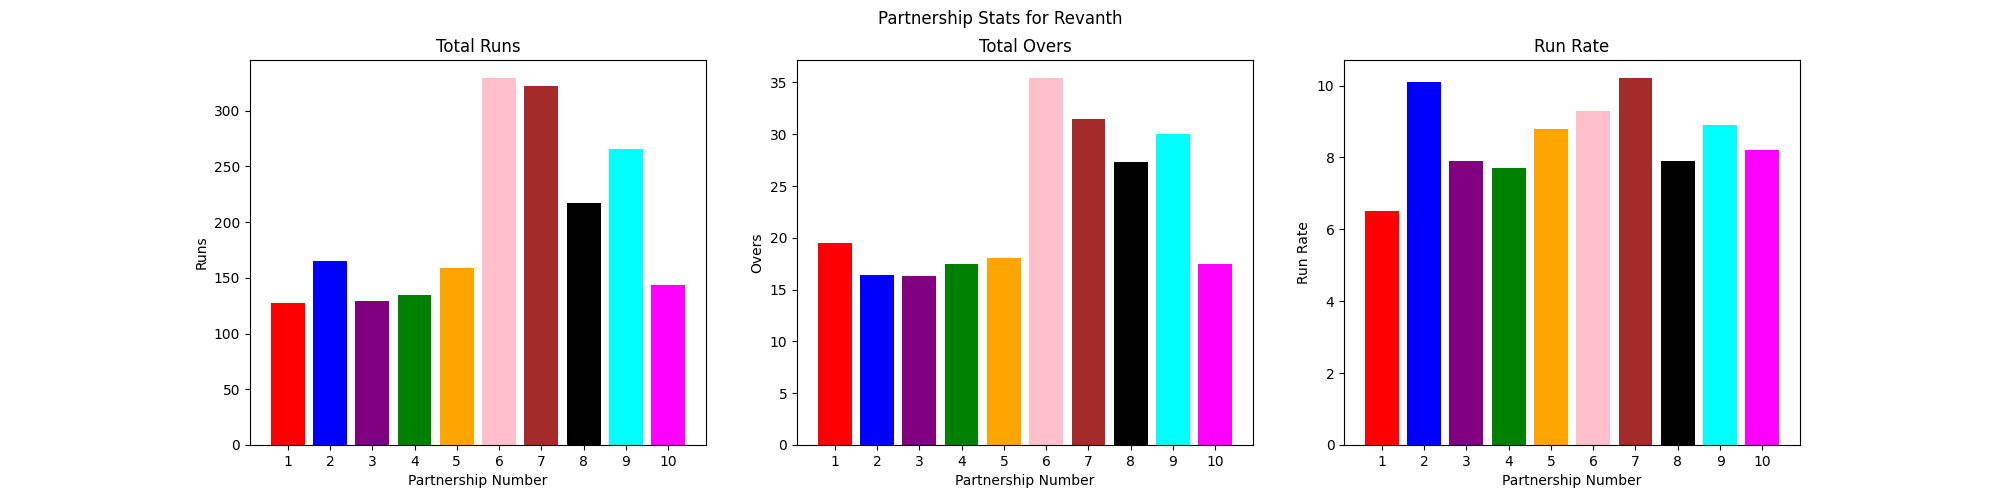 Partnership Stats for Revanth
Total Runs
Runs
300
250
200
150
100
50
0
1 2 3 4 5 6 7 8 9 10
Partnership Number
Total Overs
Overs
35
30
25
20
15
10
5
0
1 2 3 4 5 6 7 8 9 10
Partnership Number
Run Rate
Run Rate
10
8
6
4
2
0
1 2 3 4 5 6 7 8 9 10
Partnership Number